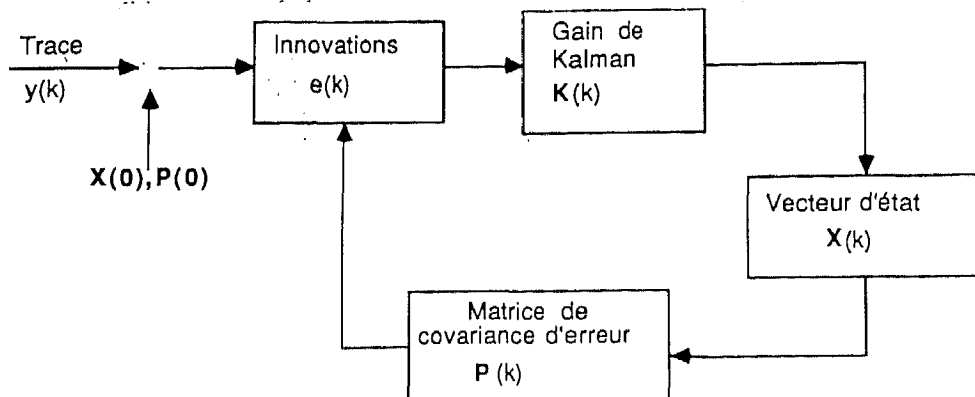 Trace
y(k)
X(0),P(0)
Innovations
e(k)
Gain de
Kalman
K(k)
Vecteur d'état
X(k)
Matrice de
covariance d'erreur
P (k)